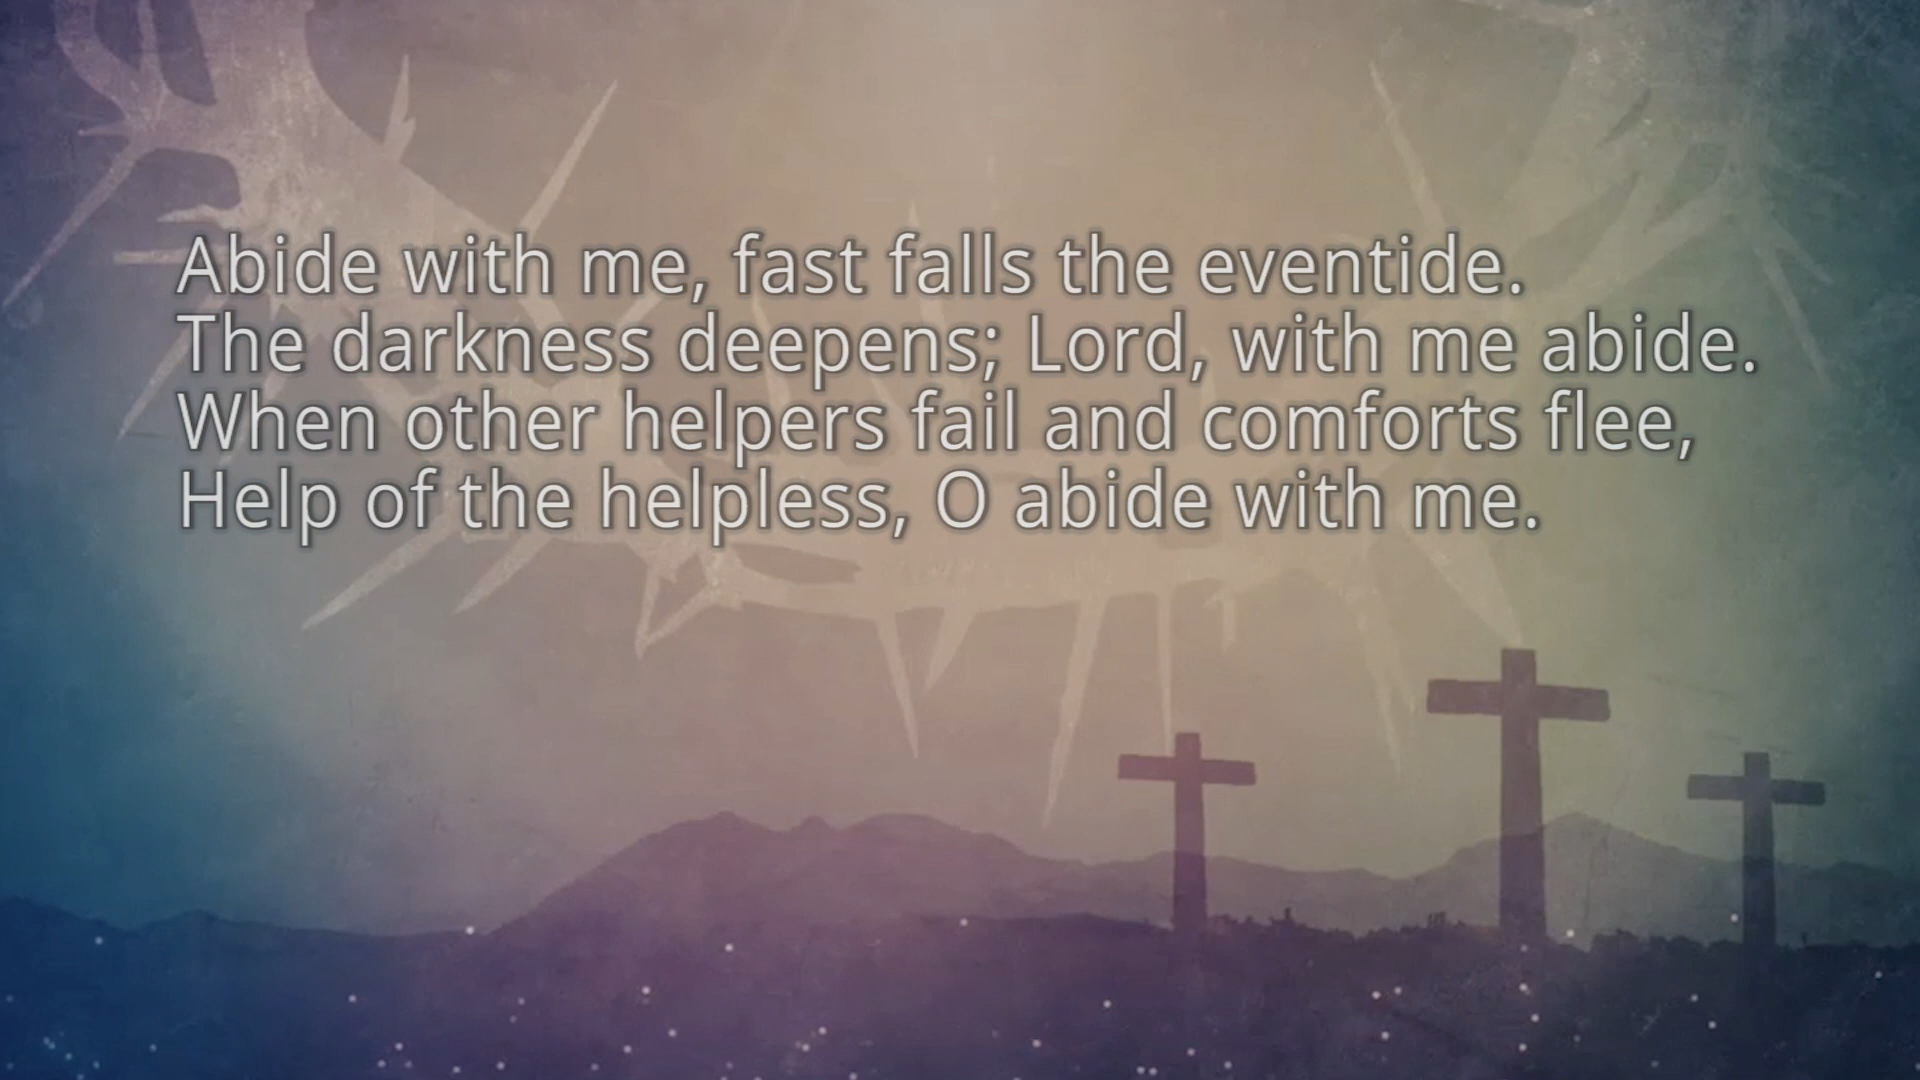 Abide with me, fast falls the eventide.
The darkness deepens; Lord, with me abide.
When other helpers fail and comforts flee,
Help of the helpless, O abide with me.